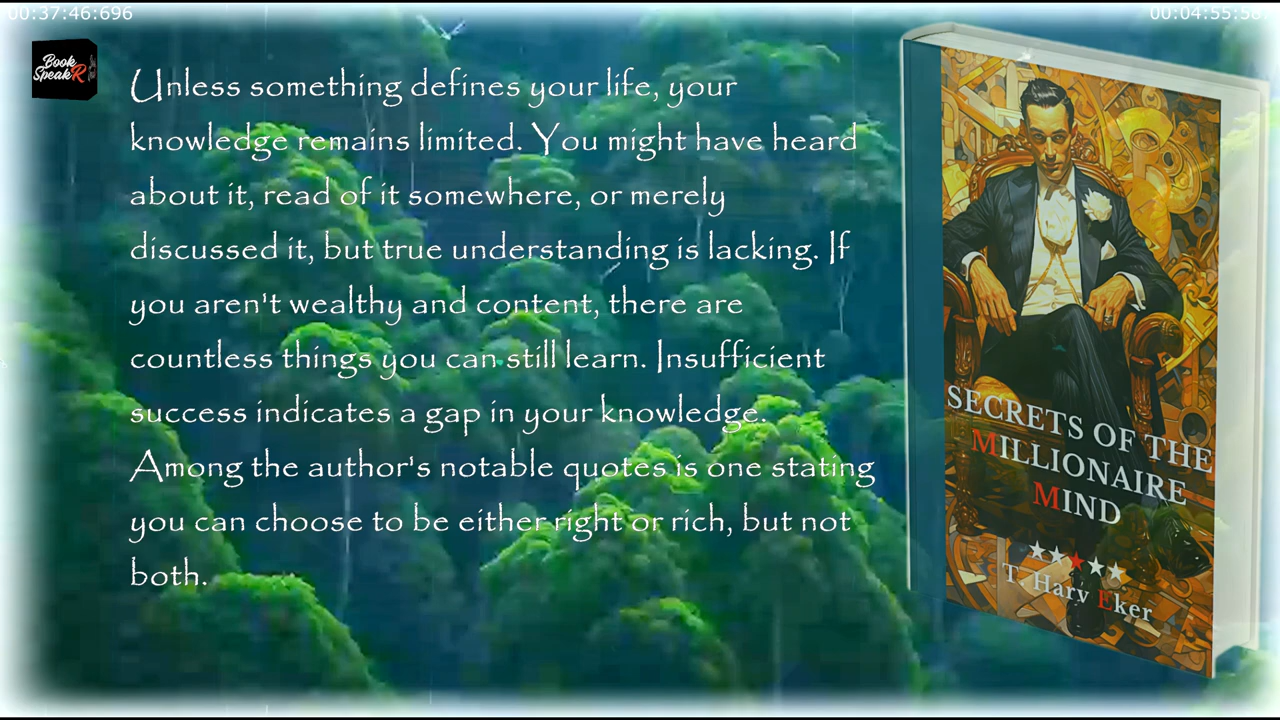 00:37:46:696
00:04:55:56
Book
SpeakR
Unless something defines your life, your
knowledge remains limited. You might have heard
about it, read of it somewhere, or merely
discussed it, but true understanding is lacking. If
you aren't wealthy and content, there are
countless things you can still learn. Insufficient
success indicates a gap in your knowledge.
Among the author's notable quotes is one stating
you can choose to be either right or rich, but not
both.
SECRETS OF THE
MILLIONAIRE
MIND
T. Harv Eker